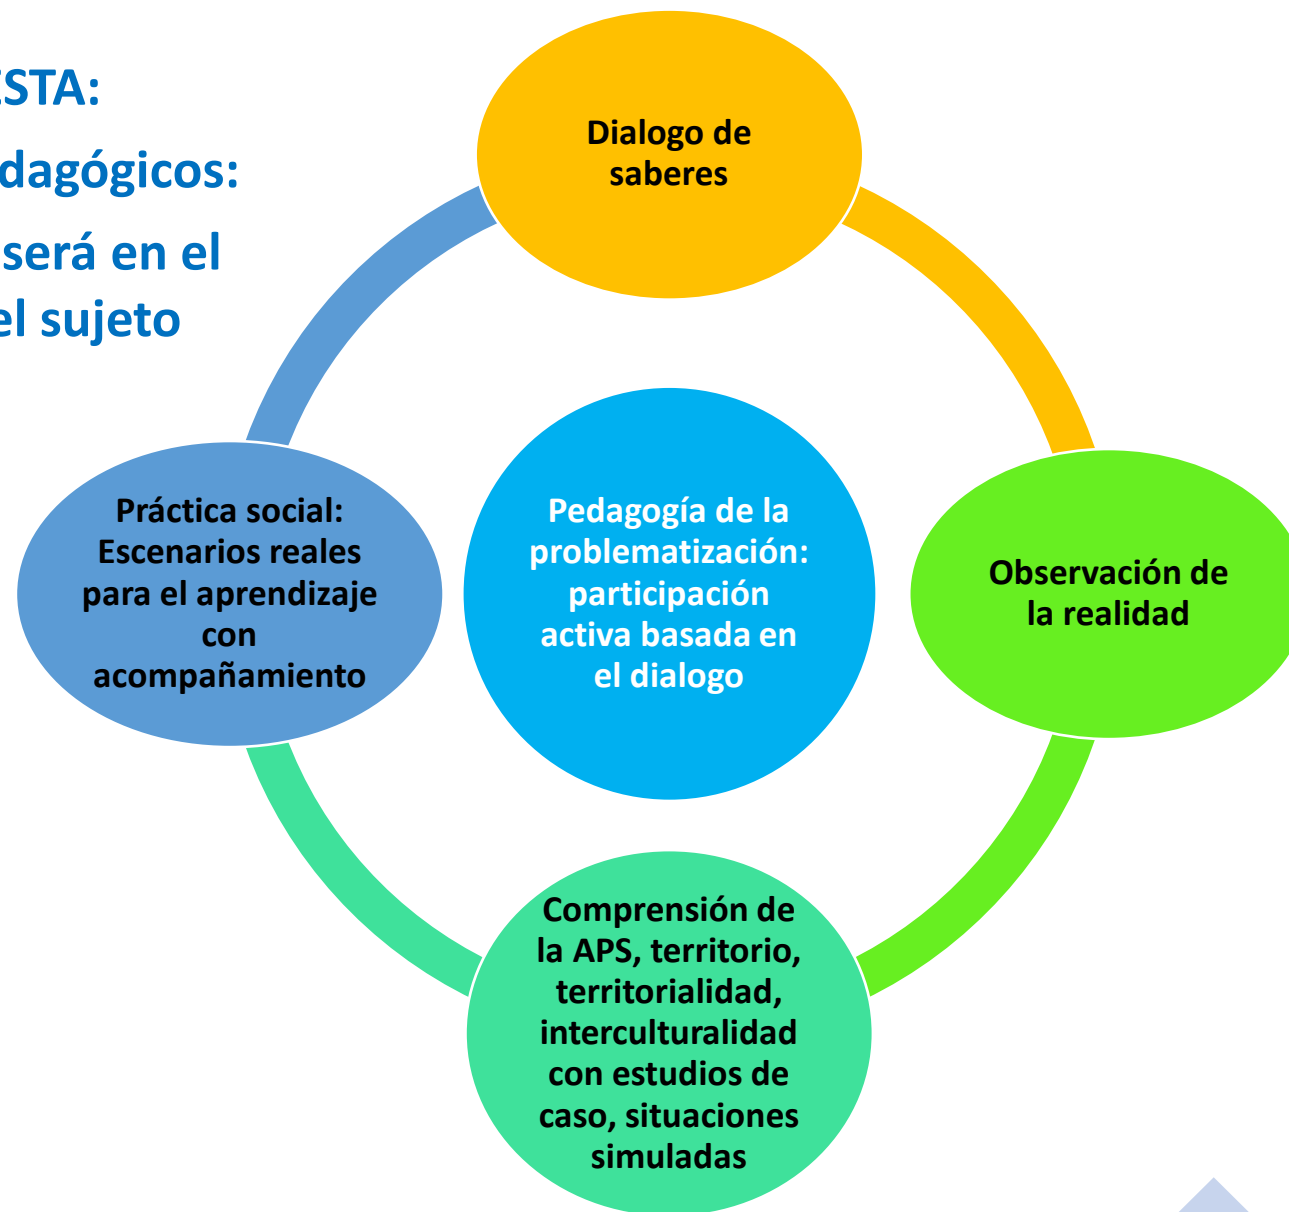 ESTA:
dagógicos:
será en el
el sujeto
Dialogo de
saberes
Observación de
la realidad
Comprensión de
la APS, territorio,
territorialidad,
interculturalidad
con estudios de
caso, situaciones
simuladas
Práctica social:
Escenarios reales
para el aprendizaje
con
acompañamiento
Pedagogía de la
problematización:
participación
activa basada en
el dialogo